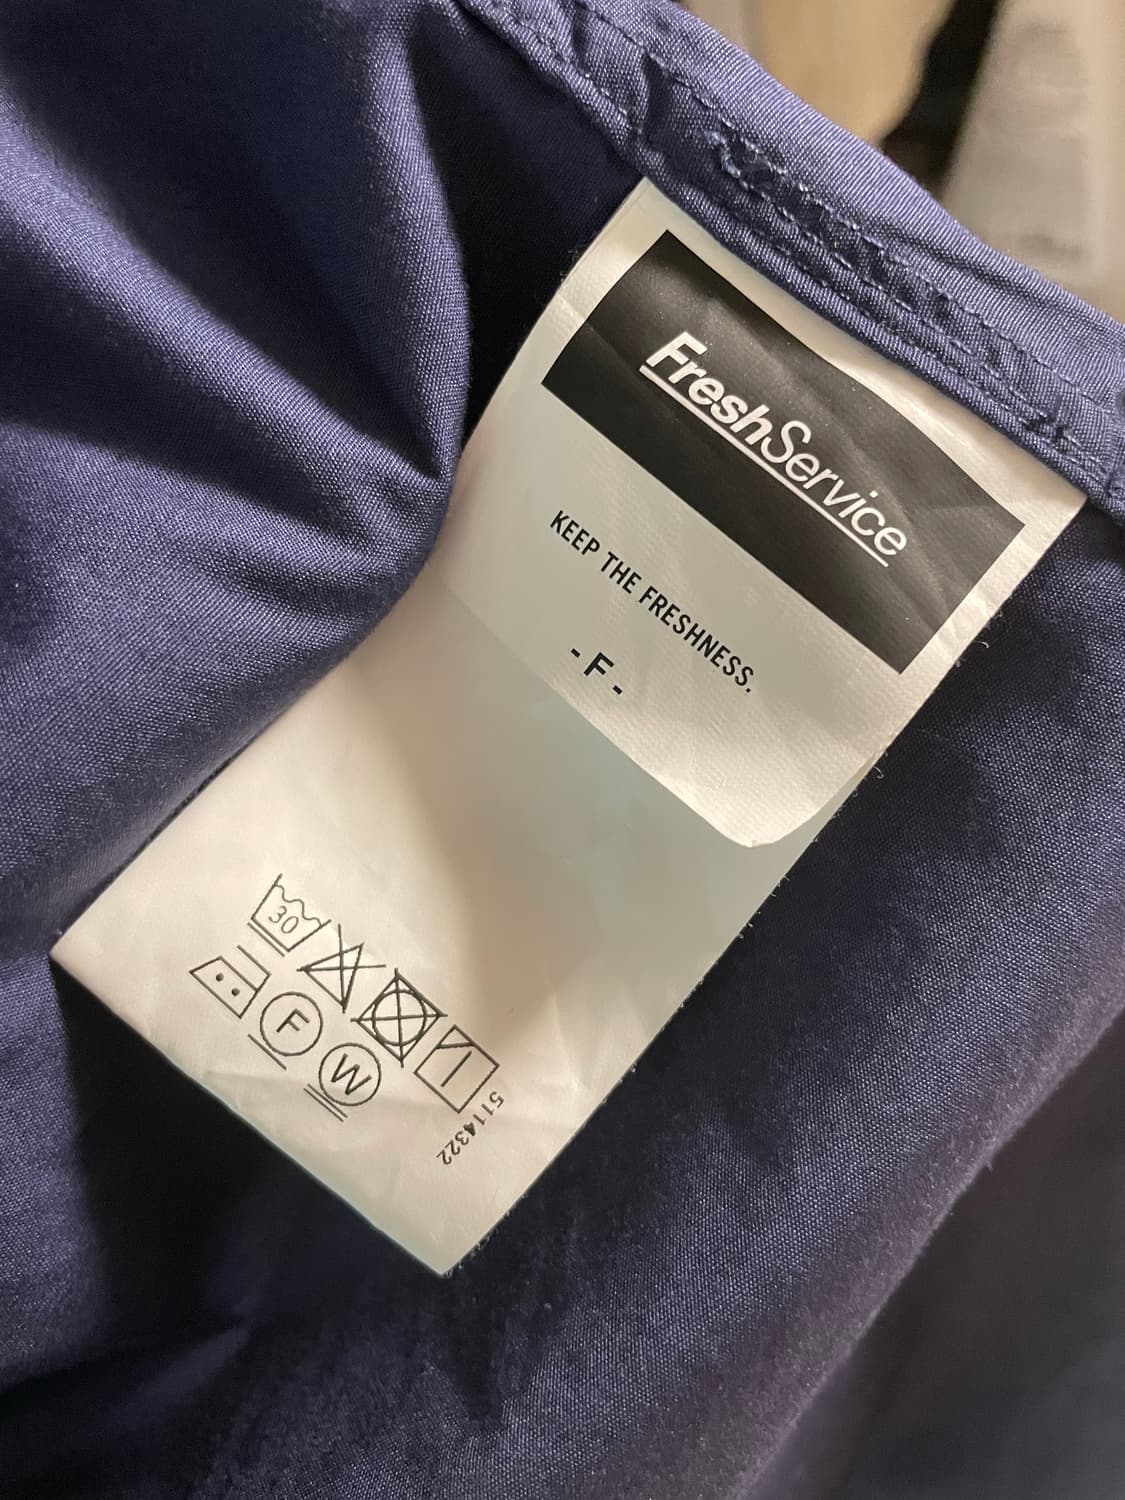 FreshService
KEEP THE FRESHNESS.
- F -
30
F
W
5114322